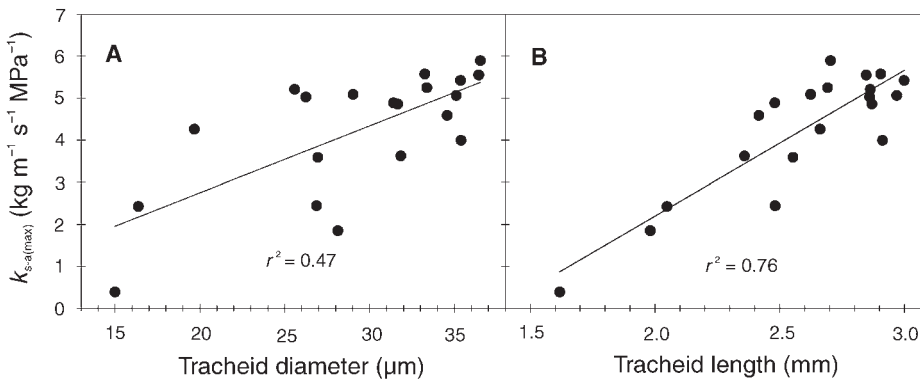 7
6
5
4
3
2
1
0
k s-a(max) (kg m⁻¹ s⁻¹ MPa⁻¹)
A
r² = 0.47
15 20 25 30 35
Tracheid diameter (µm)
B
r² = 0.76
1.5 2.0 2.5 3.0
Tracheid length (mm)